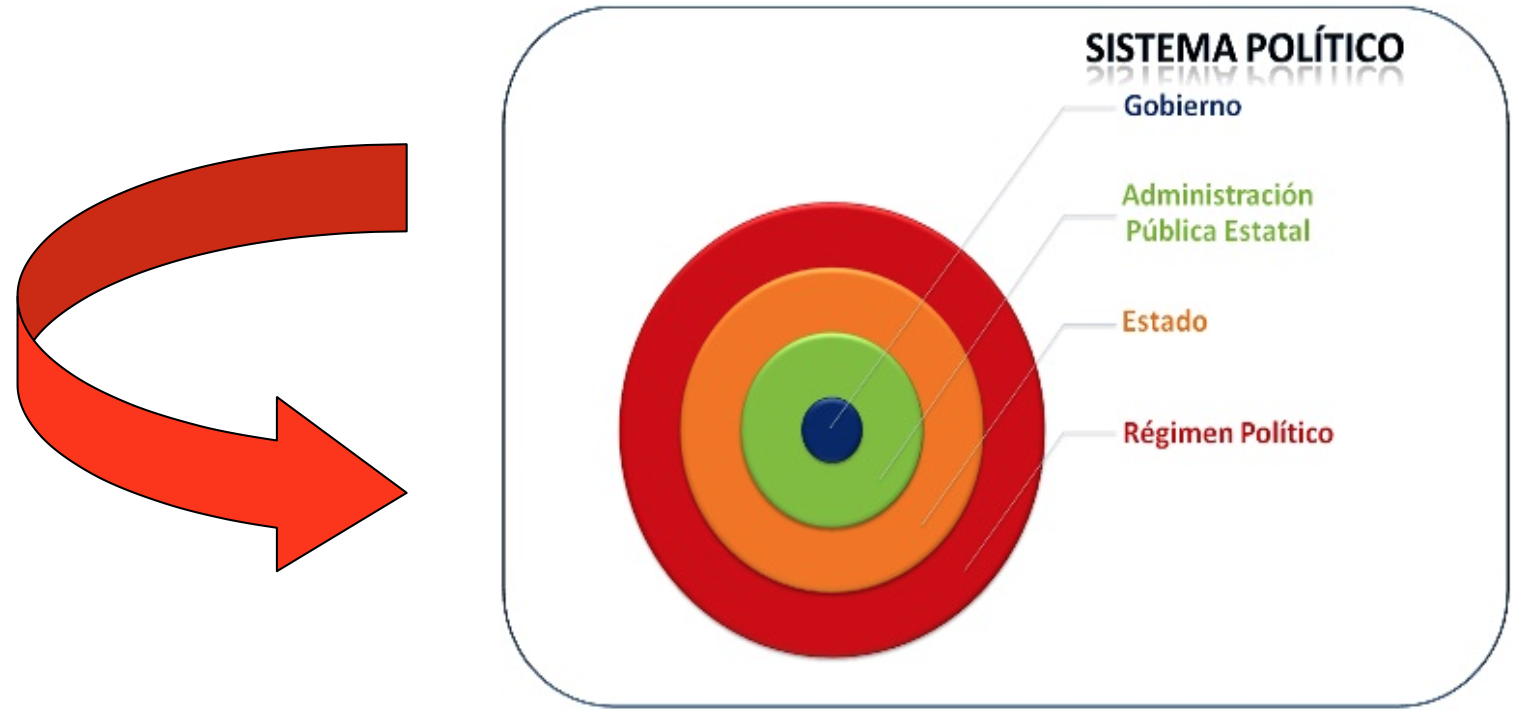 SISTEMA POLÍTICO
Gobierno
Administración
Pública Estatal
Estado
Régimen Político